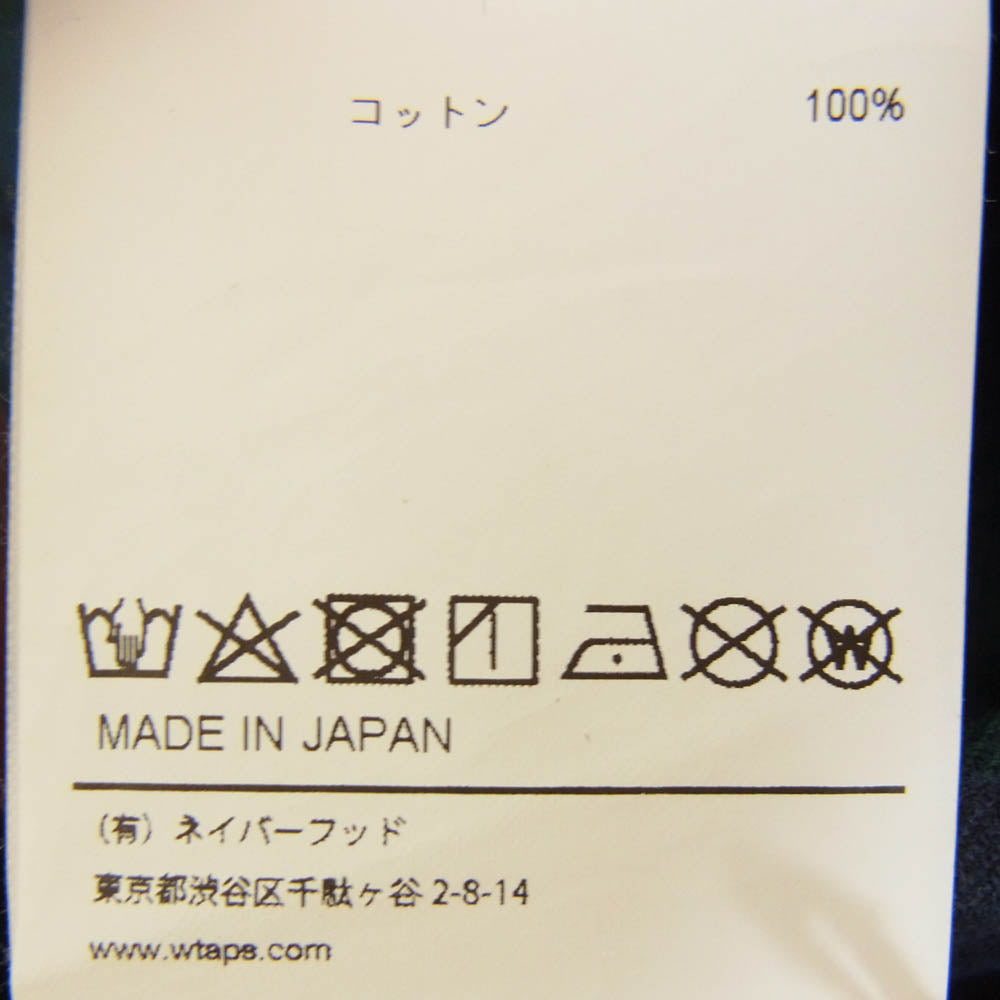 コットン 100%
MADE IN JAPAN
（有）ネイバーフッド
東京都渋谷区千駄ヶ谷 2-8-14
www.wtaps.com